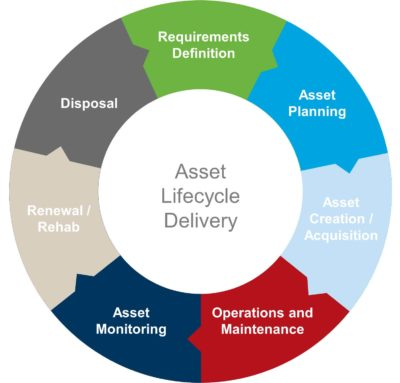 Requirements
Definition
Asset
Planning
Asset
Creation /
Acquisition
Operations and
Maintenance
Asset
Monitoring
Renewal /
Rehab
Disposal
Asset
Lifecycle
Delivery